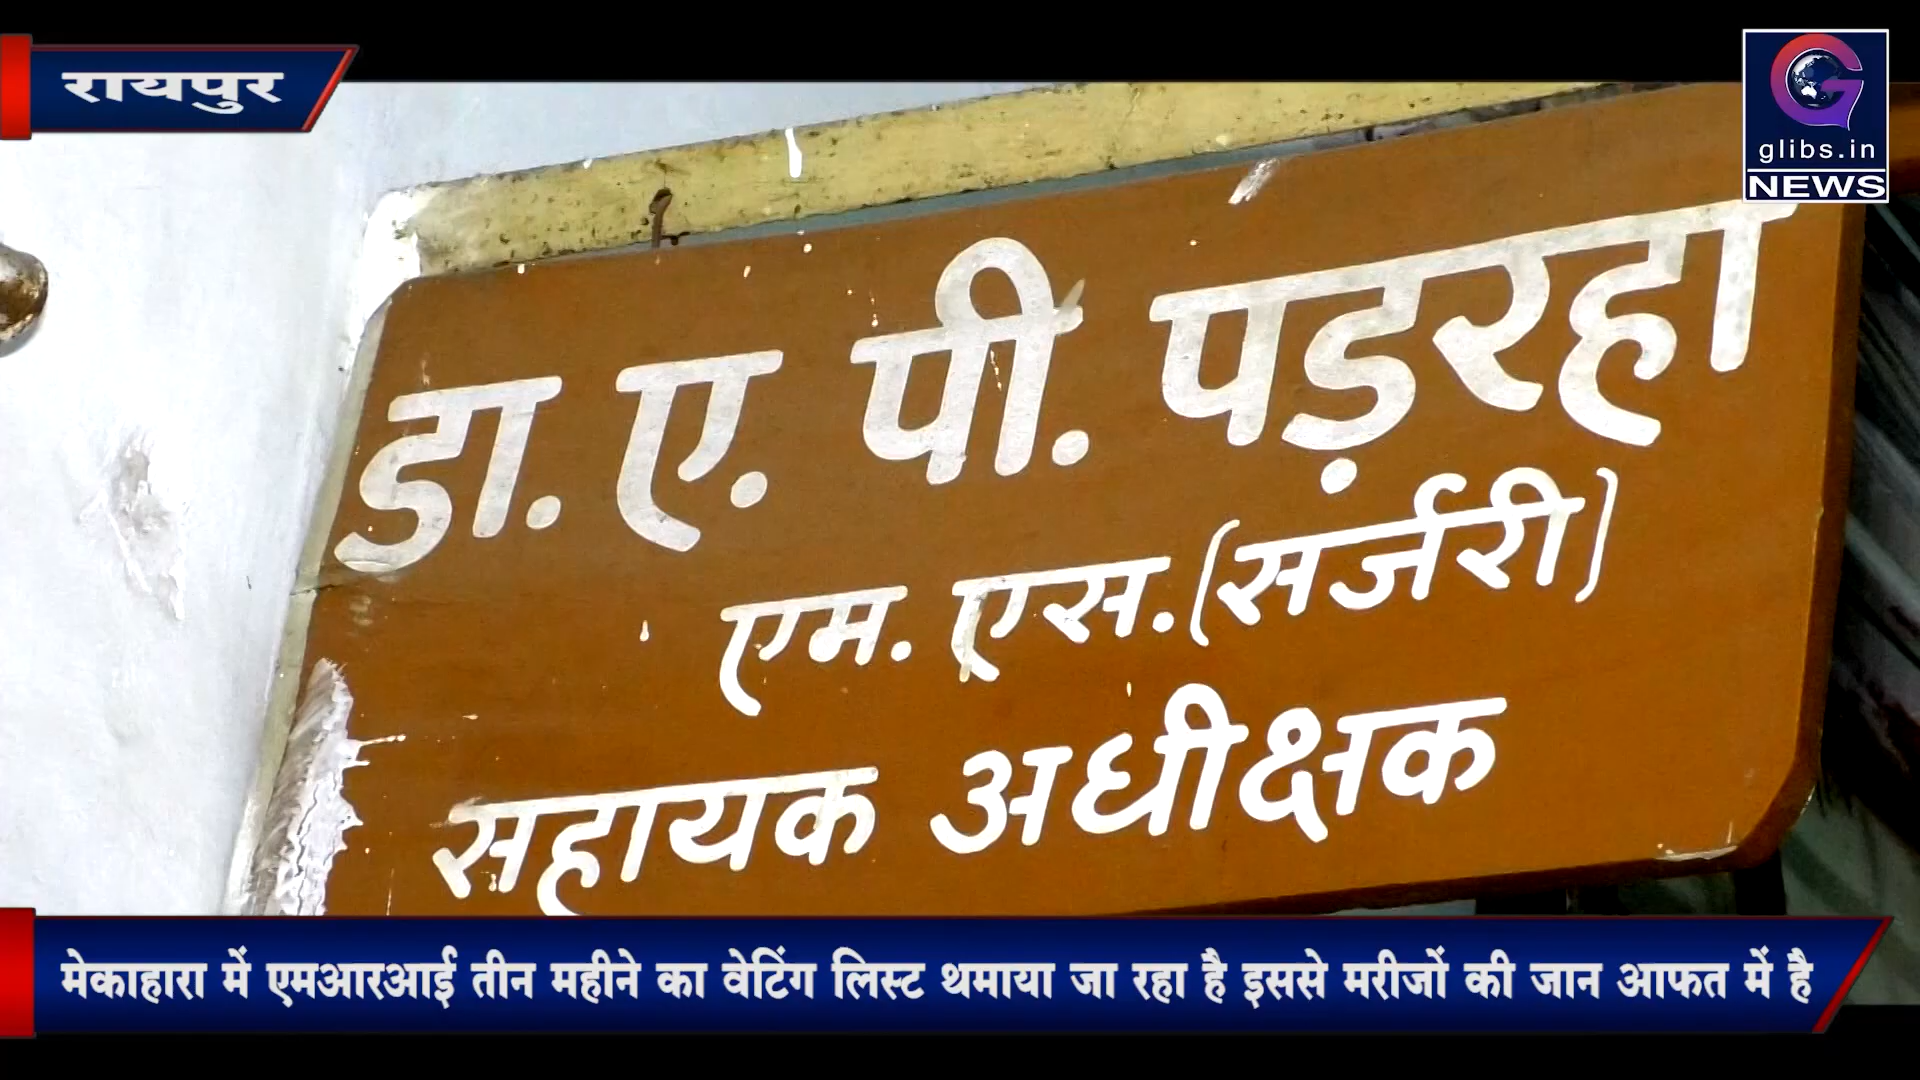 रायपुर
glibs.in
NEWS
डा. ए. पी. पड़रहा
एम. एस. (सर्जरी)
सहायक अधीक्षक
मेकाहारा में एमआरआई तीन महीने का वेटिंग लिस्ट थमाया जा रहा है इससे मरीजों की जान आफत में है